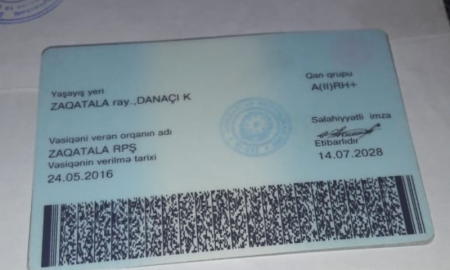 Yaşayış yeri
ZAQATALA ray.,DANAÇI K
Qan qrupu
A(II)RH+
Vəsiqəni verən orqanın adı
ZAQATALA RPŞ
Vəsiqənin verilmə tarixi
24.05.2016
Səlahiyyətli imza
Etibarlıdır
14.07.2028